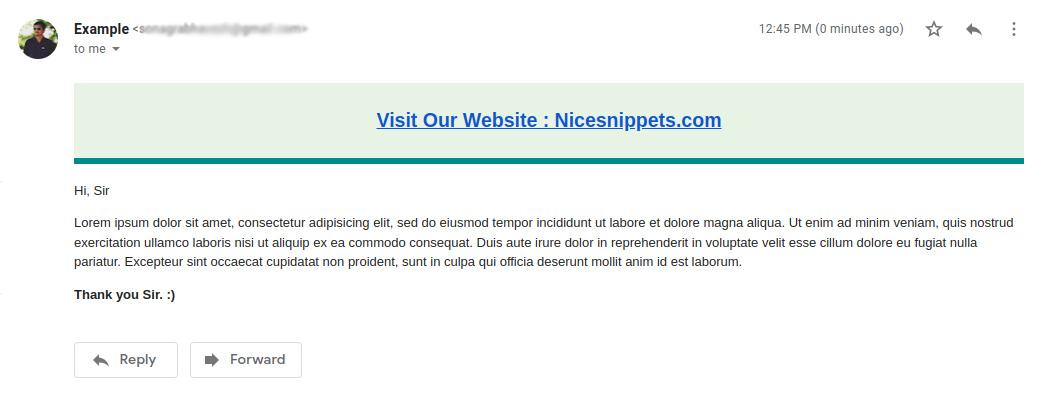 Example
12:45 PM (0 minutes ago)
to me
Visit Our Website : Nicesnippets.com
Hi, Sir
Lorem ipsum dolor sit amet, consectetur adipisicing elit, sed do eiusmod tempor incididunt ut labore et dolore magna aliqua. Ut enim ad minim veniam, quis nostrud
exercitation ullamco laboris nisi ut aliquip ex ea commodo consequat. Duis aute irure dolor in reprehenderit in voluptate velit esse cillum dolore eu fugiat nulla
pariatur. Excepteur sint occaecat cupidatat non proident, sunt in culpa qui officia deserunt mollit anim id est laborum.
Thank you Sir. :)
Reply
Forward